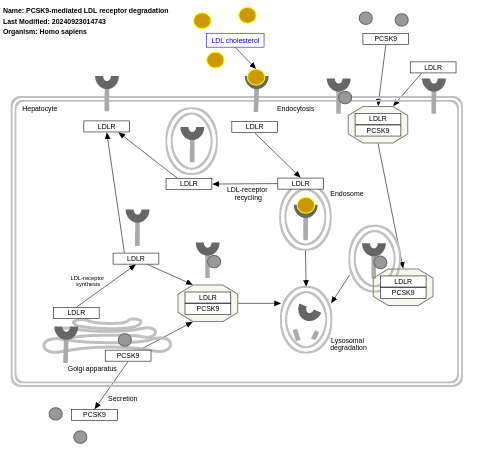 Name: PCSK9-mediated LDL receptor degradation
Last Modified: 20240923014743
Organism: Homo sapiens
LDL cholesterol
PCSK9
LDLR
Hepatocyte
Endocytosis
LDLR
LDLR
LDLR
PCSK9
LDLR
LDLR
LDL-receptor
recycling
Endosome
LDLR
LDL-receptor
synthesis
LDLR
PCSK9
LDLR
PCSK9
LDLR
PCSK9
Golgi apparatus
Lysosomal
degradation
Secretion
PCSK9